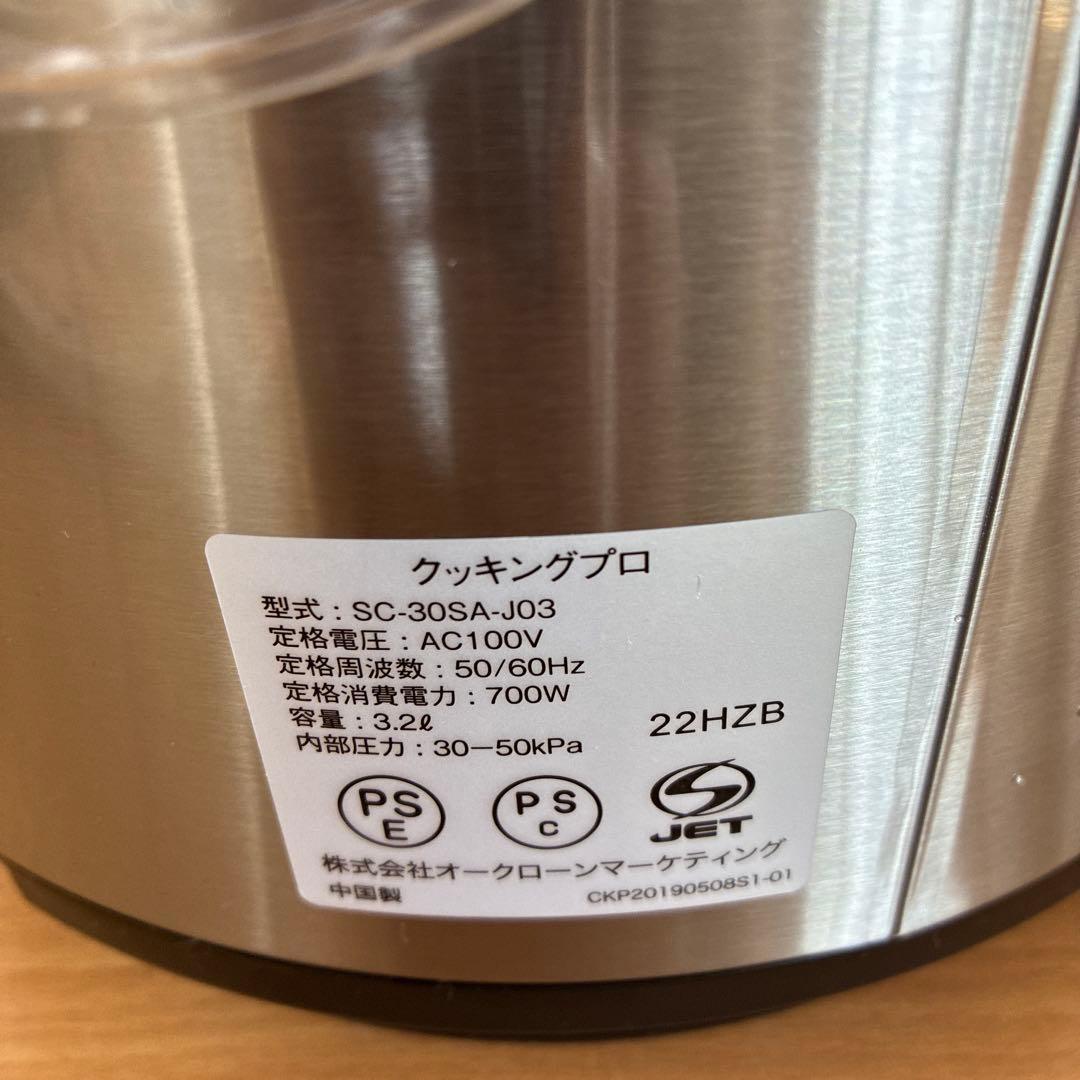 クッキングプロ
型式：SC-30SA-J03
定格電圧：AC100V
定格周波数：50/60Hz
定格消費電力：700W
容量：3.2ℓ
内部圧力：30－50kPa
22HZB
PS
E
PS
C
JET
株式会社オークローンマーケティング
中国製
CKP20190508S1-01